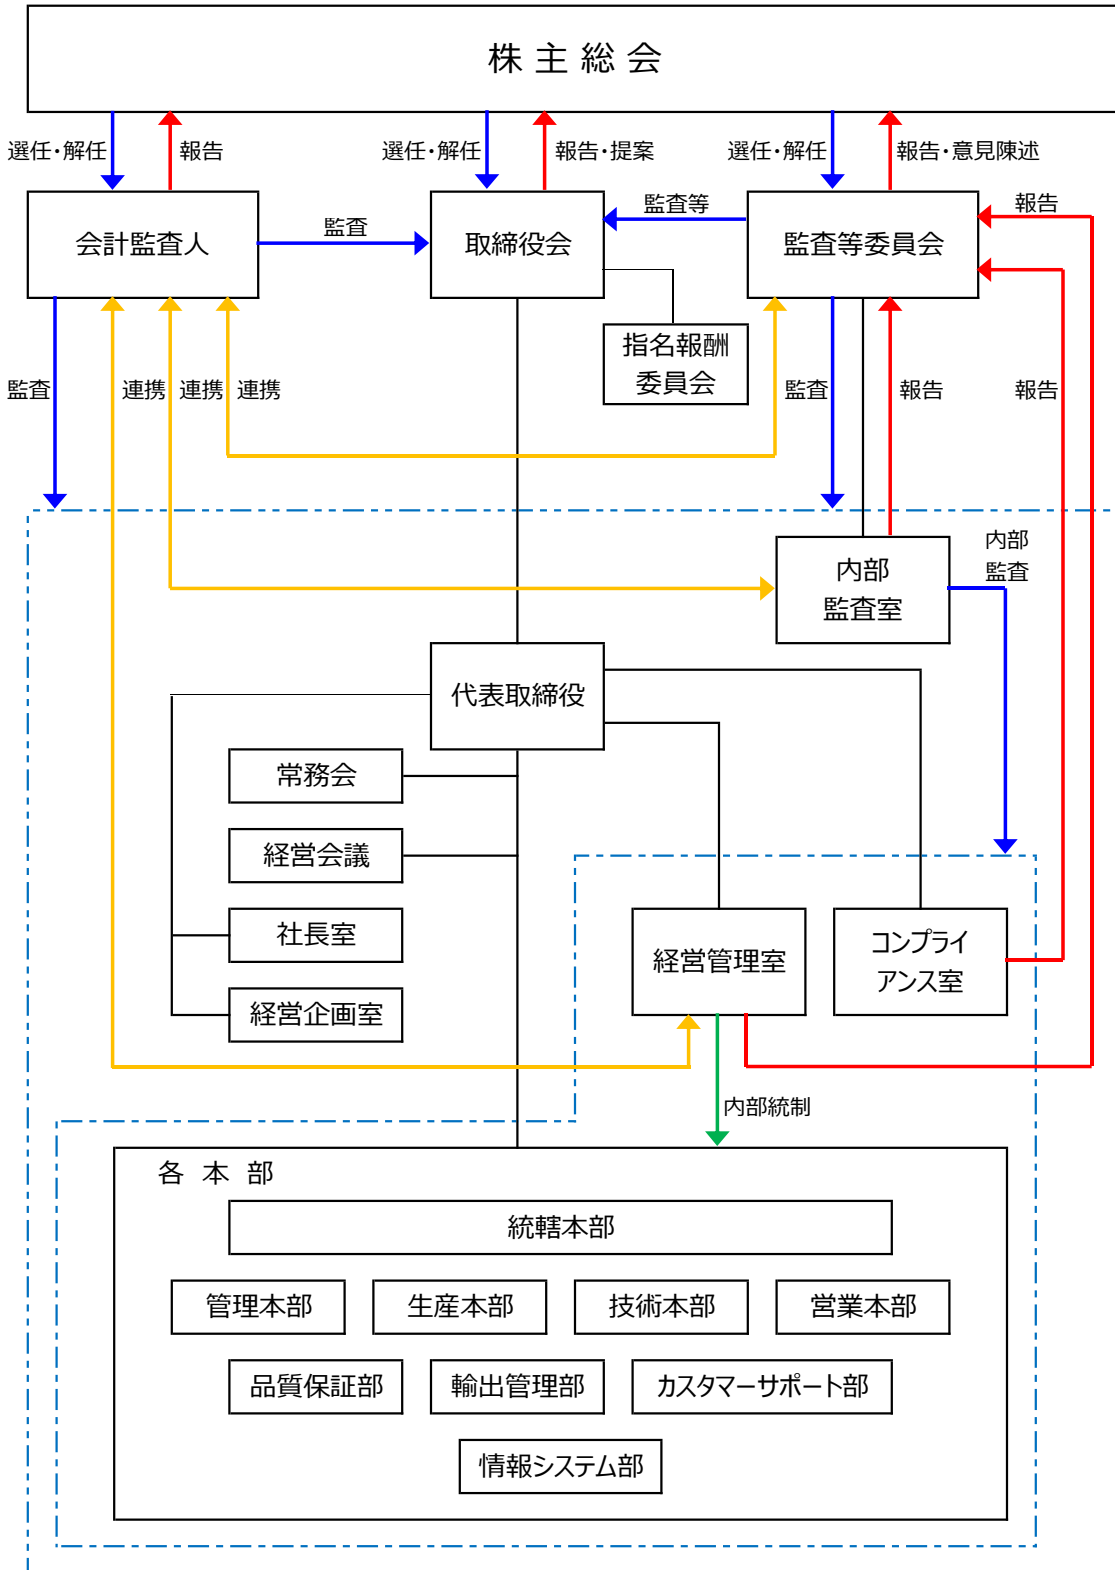 株主総会
選任・解任
報告
選任・解任
報告・提案
選任・解任
報告・意見陳述
会計監査人
監査
取締役会
監査等
監査等委員会
報告
指名報酬
委員会
監査
連携
連携
連携
監査
報告
報告
内部
監査室
内部
監査
代表取締役
常務会
経営会議
社長室
経営企画室
経営管理室
コンプライ
アンス室
内部統制
各本部
統轄本部
管理本部
生産本部
技術本部
営業本部
品質保証部
輸出管理部
カスタマーサポート部
情報システム部